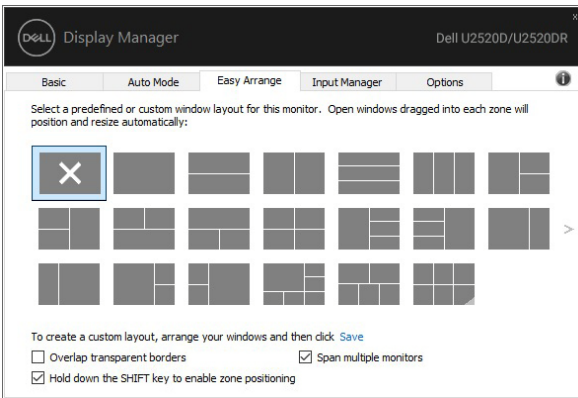 DELL Display Manager Dell U2520D/U2520DR
Basic Auto Mode Easy Arrange Input Manager Options
Select a predefined or custom window layout for this monitor. Open windows dragged into each zone will
position and resize automatically:
To create a custom layout, arrange your windows and then click Save
Overlap transparent borders Span multiple monitors
Hold down the SHIFT key to enable zone positioning